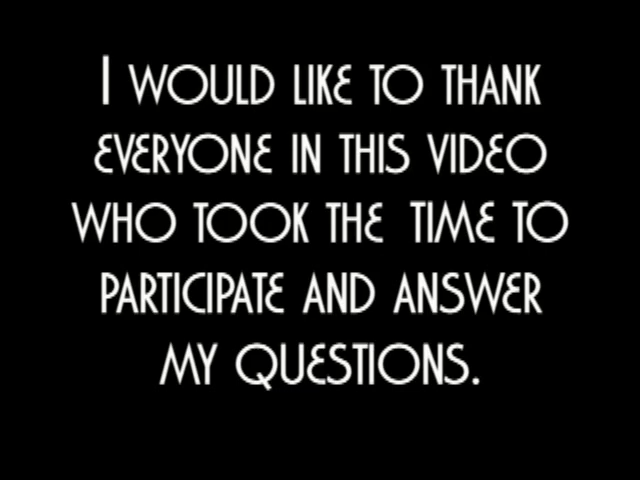 I WOULD LIKE TO THANK
EVERYONE IN THIS VIDEO
WHO TOOK THE TIME TO
PARTICIPATE AND ANSWER
MY QUESTIONS.